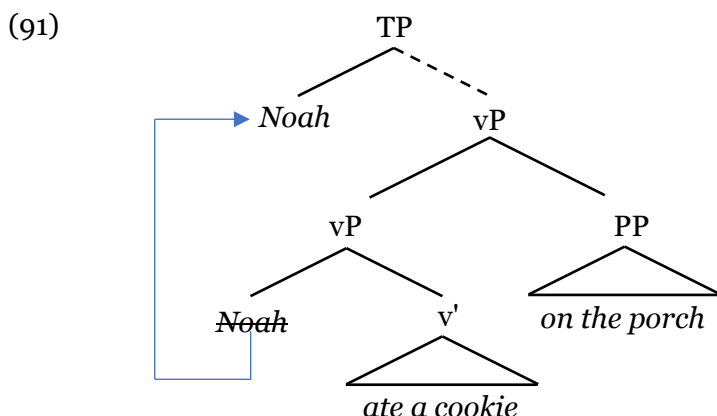 (91)
TP
Noah vP
vP PP
Noah v' on the porch
ate a cookie